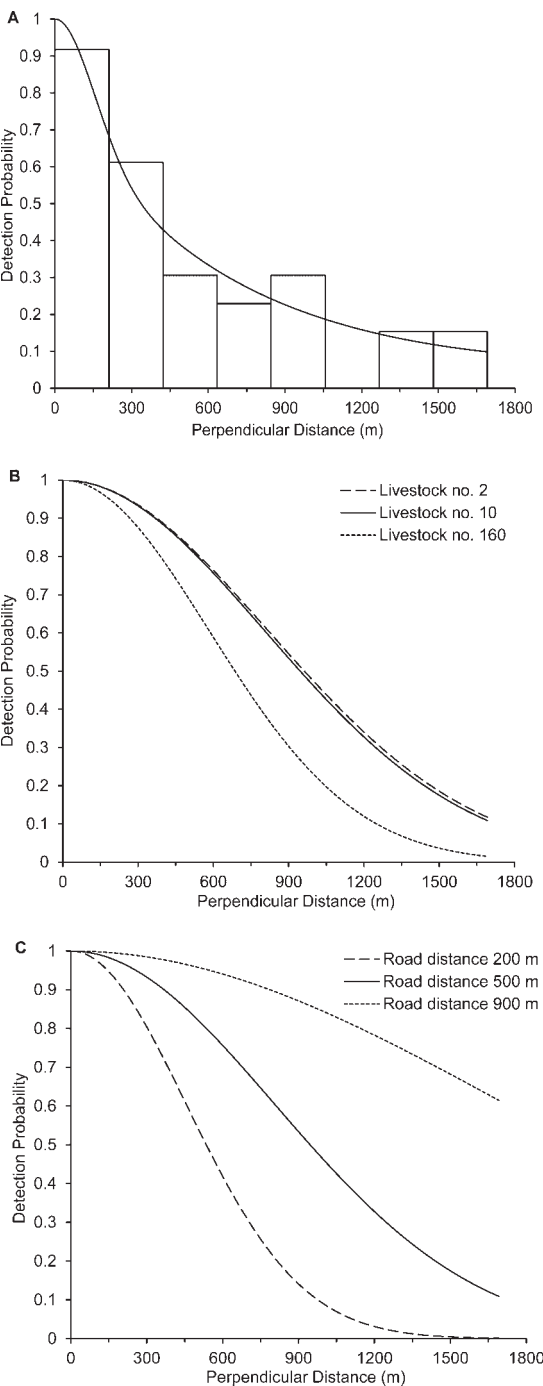 A
1
0.9
0.8
0.7
0.6
0.5
0.4
0.3
0.2
0.1
0
Detection Probability
0 300 600 900 1200 1500 1800
Perpendicular Distance (m)
B
1
0.9
0.8
0.7
0.6
0.5
0.4
0.3
0.2
0.1
0
Detection Probability
Livestock no. 2
Livestock no. 10
Livestock no. 160
0 300 600 900 1200 1500 1800
Perpendicular Distance (m)
C
1
0.9
0.8
0.7
0.6
0.5
0.4
0.3
0.2
0.1
0
Detection Probability
Road distance 200 m
Road distance 500 m
Road distance 900 m
0 300 600 900 1200 1500 1800
Perpendicular Distance (m)